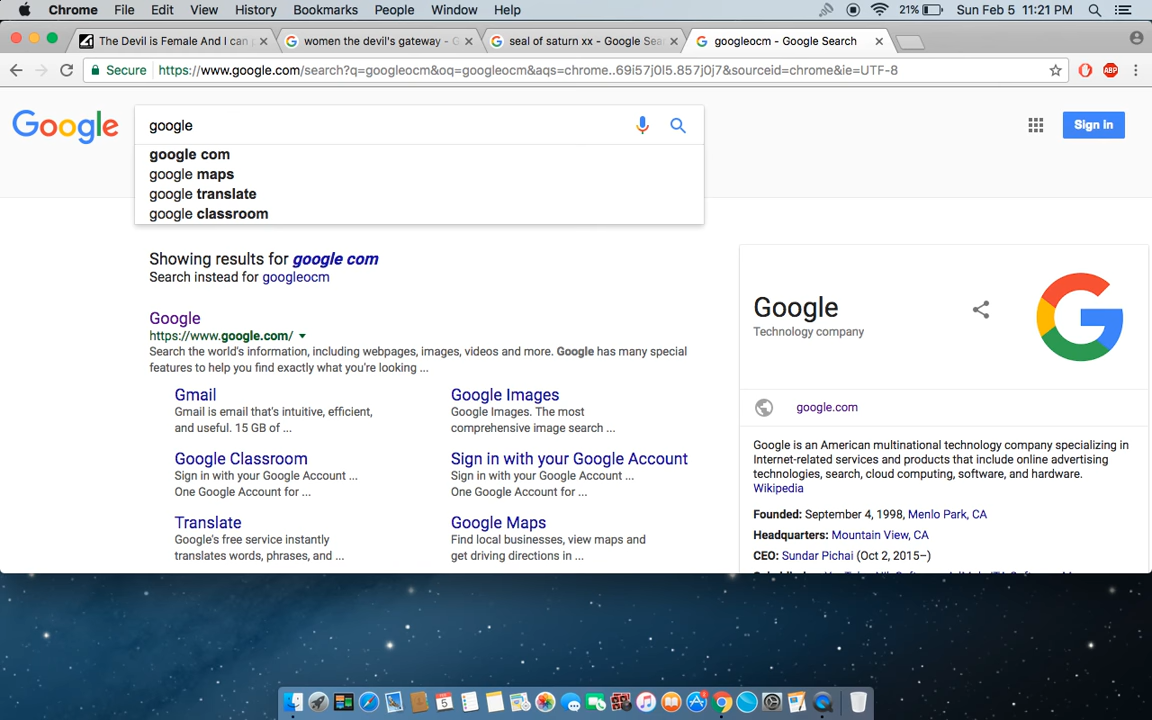 Chrome File Edit View History Bookmarks People Window Help 21% Sun Feb 5 11:21 PM
The Devil is Female And I can women the devil's gateway - G seal of saturn xx - Google Sea googleocm - Google Search
Secure https://www.google.com/search?q=googleocm&oq=googleocm&aqs=chrome..69i57j0l5.857j0j7&sourceid=chrome&ie=UTF-8 ABP
Google google Sign in
google com
google maps
google translate
google classroom
Showing results for google com
Search instead for googleocm
Google
https://www.google.com/
Search the world's information, including webpages, images, videos and more. Google has many special
features to help you find exactly what you're looking ...
Gmail
Gmail is email that's intuitive, efficient,
and useful. 15 GB of ...
Google Images
Google Images. The most
comprehensive image search ...
Google Classroom
Sign in with your Google Account ...
One Google Account for ...
Sign in with your Google Account
Sign in with your Google Account ...
One Google Account for ...
Translate
Google's free service instantly
translates words, phrases, and ...
Google Maps
Find local businesses, view maps and
get driving directions in ...
Google
Technology company
google.com
Google is an American multinational technology company specializing in
Internet-related services and products that include online advertising
technologies, search, cloud computing, software, and hardware.
Wikipedia
Founded: September 4, 1998, Menlo Park, CA
Headquarters: Mountain View, CA
CEO: Sundar Pichai (Oct 2, 2015–)